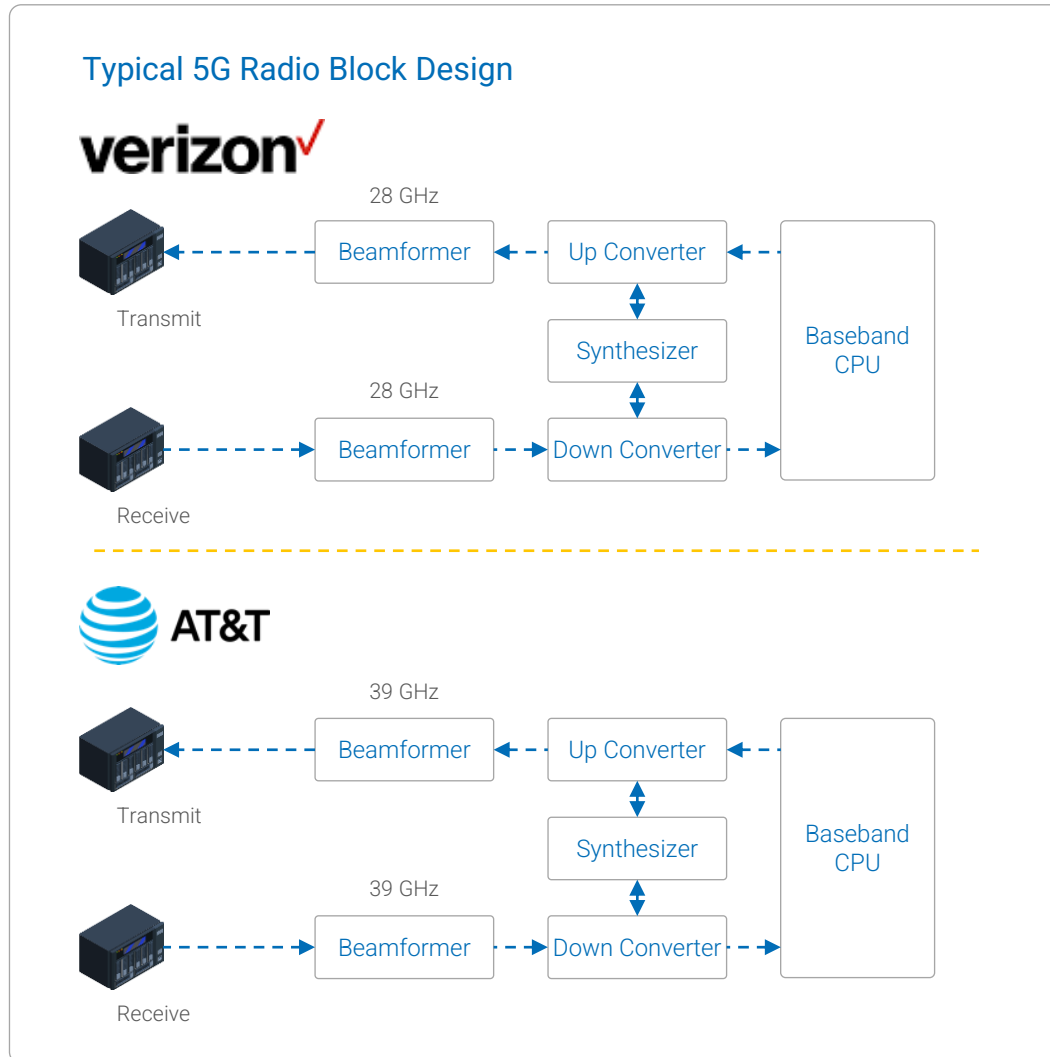 Typical 5G Radio Block Design
verizon
28 GHz
Beamformer
Up Converter
Transmit
Synthesizer
Baseband
CPU
28 GHz
Beamformer
Down Converter
Receive
AT&T
39 GHz
Beamformer
Up Converter
Transmit
Synthesizer
Baseband
CPU
39 GHz
Beamformer
Down Converter
Receive